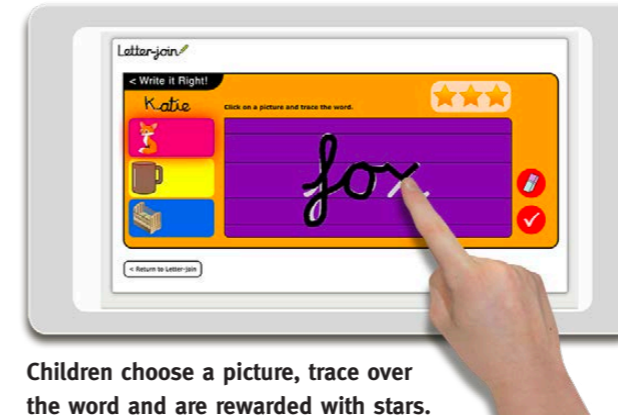 Letter-join
< Write it Right!
Katie
Click on a picture and trace the word.
fox
< Return to Letter-join
Children choose a picture, trace over
the word and are rewarded with stars.